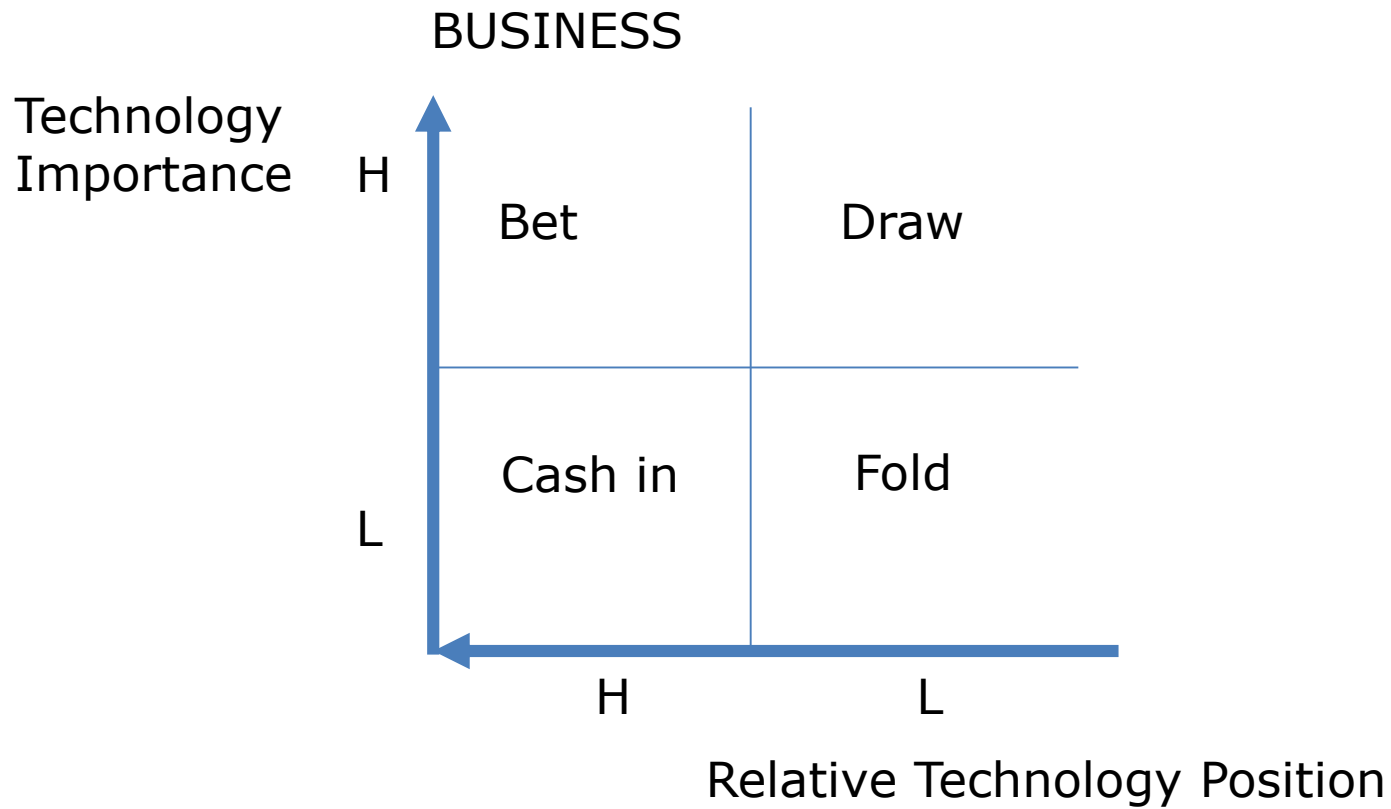 BUSINESS
Technology
Importance
H
Bet
Draw
Cash in
Fold
L
H
L
Relative Technology Position